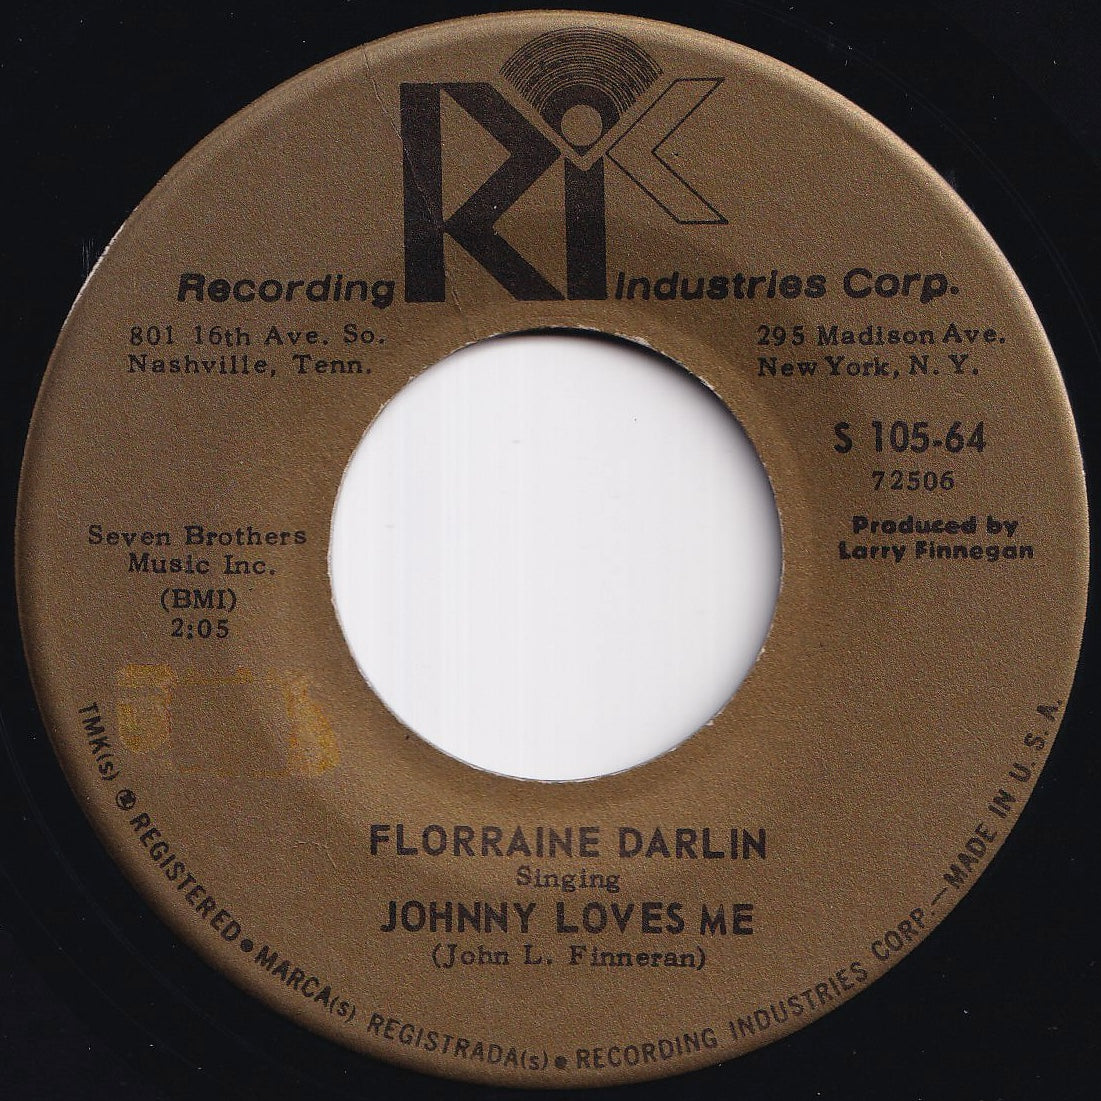 RIC
Recording Industries Corp.
801 16th Ave. So.
Nashville, Tenn.
295 Madison Ave.
New York, N. Y.
S 105-64
72506
Produced by
Larry Finnegan
Seven Brothers
Music Inc.
(BMI)
2:05
FLORRAINE DARLIN
Singing
JOHNNY LOVES ME
(John L. Finneran)
TMK(s) ® REGISTERED • MARCA(s) REGISTRADA(s) • RECORDING INDUSTRIES CORP.—MADE IN U. S. A.